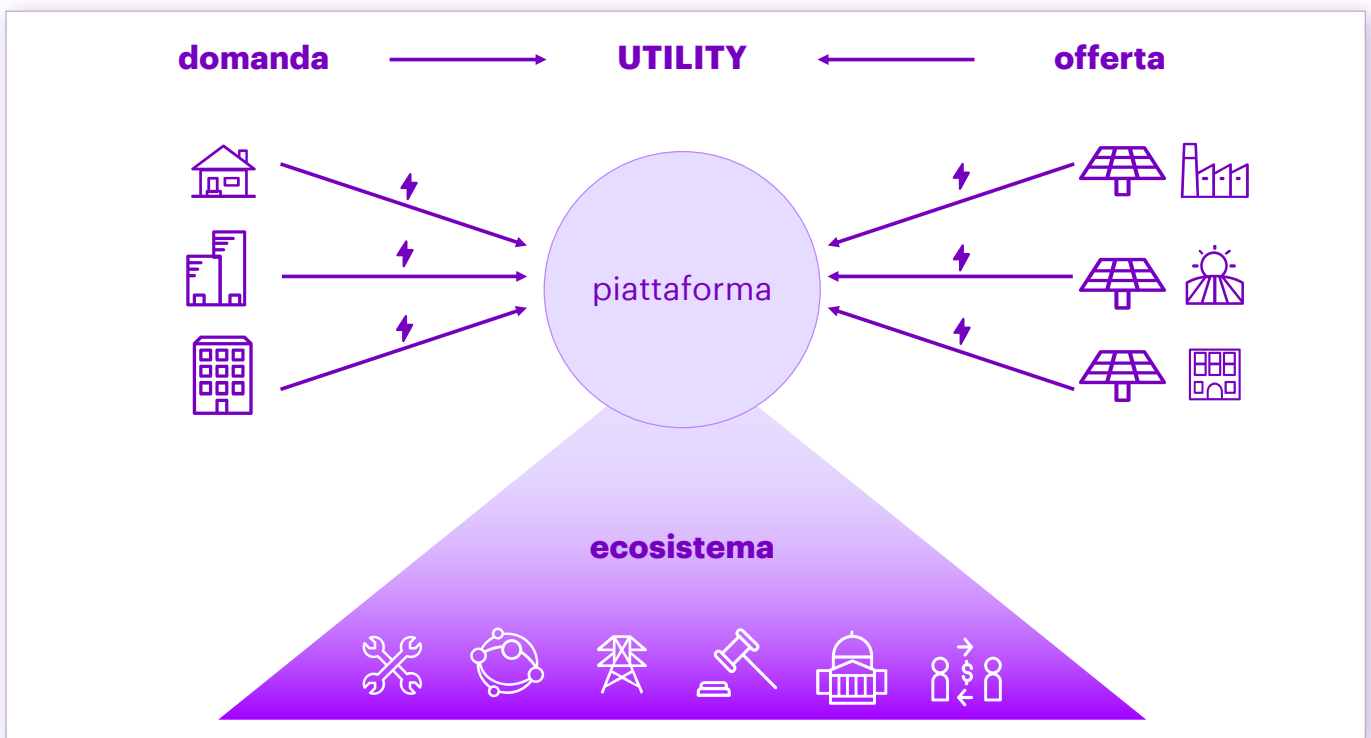 domanda
UTILITY
offerta
piattaforma
ecosistema
$